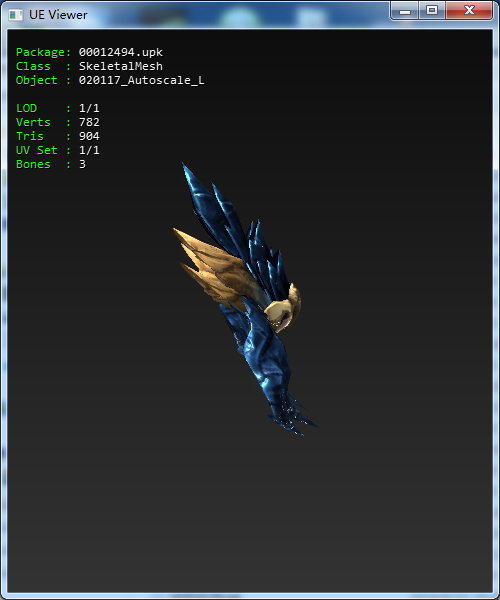 UE Viewer
Package: 00012494.upk
Class : SkeletalMesh
Object : 020117_Autoscale_L
LOD : 1/1
Verts : 782
Tris : 904
UV Set : 1/1
Bones : 3